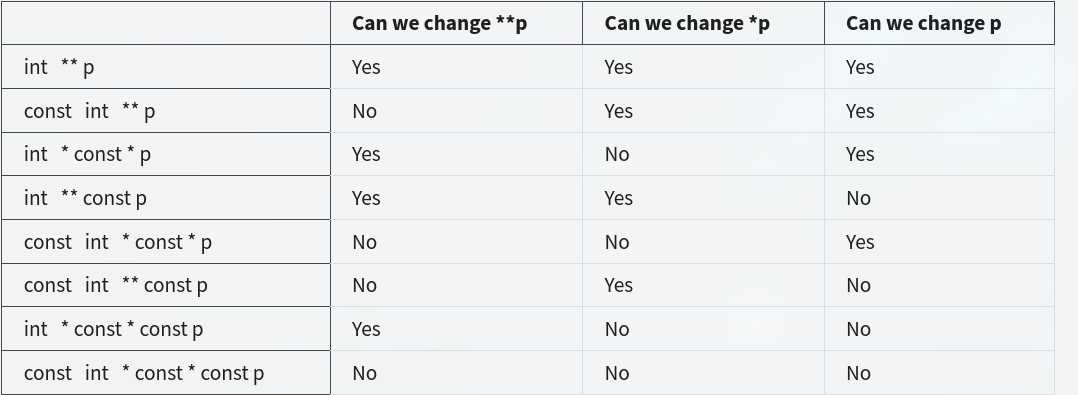 Can we change **p Can we change *p Can we change p
int ** p Yes Yes Yes
const int ** p No Yes Yes
int * const * p Yes No Yes
int ** const p Yes Yes No
const int * const * p No No Yes
const int ** const p No Yes No
int * const * const p Yes No No
const int * const * const p No No No